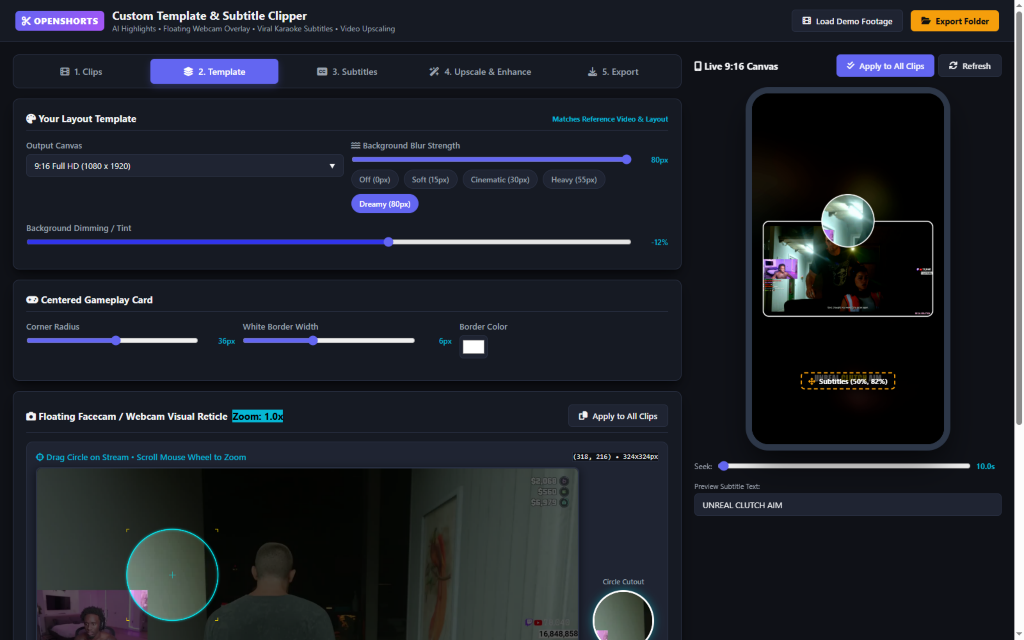 OPENSHORTS
Custom Template & Subtitle Clipper
AI Highlights • Floating Webcam Overlay • Viral Karaoke Subtitles • Video Upscaling
Load Demo Footage
Export Folder
1. Clips
2. Template
3. Subtitles
4. Upscale & Enhance
5. Export
Live 9:16 Canvas
Apply to All Clips
Refresh
Your Layout Template
Matches Reference Video & Layout
Output Canvas
9:16 Full HD (1080 x 1920)
Background Blur Strength
80px
Off (0px)
Soft (15px)
Cinematic (30px)
Heavy (55px)
Dreamy (80px)
Background Dimming / Tint
-12%
Centered Gameplay Card
Corner Radius
36px
White Border Width
6px
Border Color
Floating Facecam / Webcam Visual Reticle
Zoom: 1.0x
Apply to All Clips
Drag Circle on Stream • Scroll Mouse Wheel to Zoom
(318, 216) • 324x324px
Circle Cutout
16,848,858
UNREAL CLUTCH AIM
Subtitles (50%, 82%)
Seek:
10.0s
Preview Subtitle Text:
UNREAL CLUTCH AIM